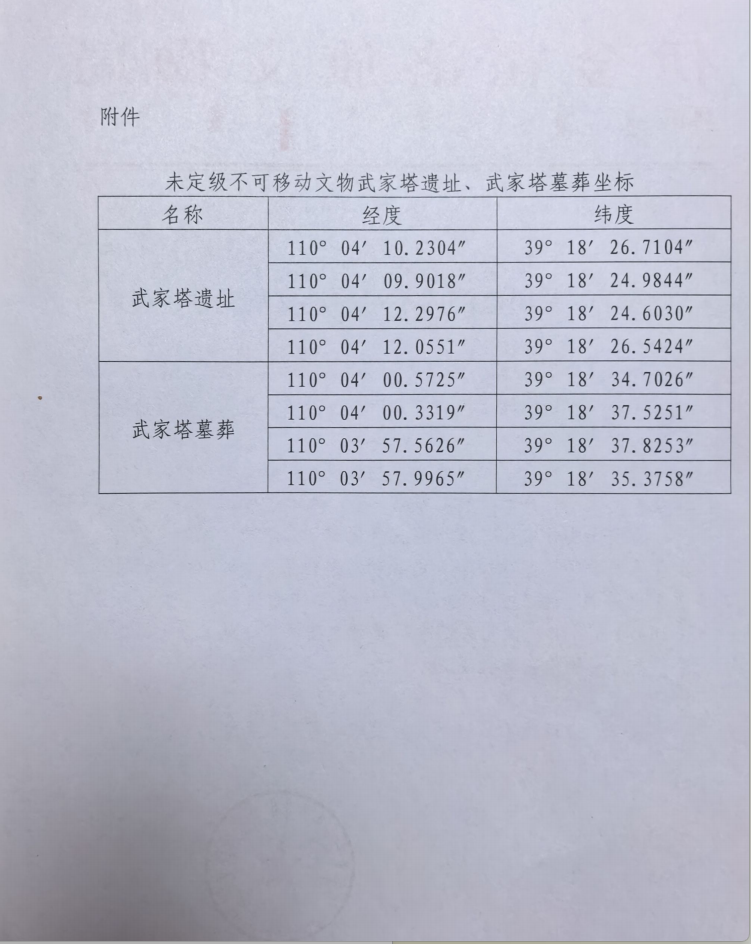 附件
未定级不可移动文物武家塔遗址、武家塔墓葬坐标
名称 经度 纬度
武家塔遗址 110° 04′ 10.2304″ 39° 18′ 26.7104″
110° 04′ 09.9018″ 39° 18′ 24.9844″
110° 04′ 12.2976″ 39° 18′ 24.6030″
110° 04′ 12.0551″ 39° 18′ 26.5424″
武家塔墓葬 110° 04′ 00.5725″ 39° 18′ 34.7026″
110° 04′ 00.3319″ 39° 18′ 37.5251″
110° 03′ 57.5626″ 39° 18′ 37.8253″
110° 03′ 57.9965″ 39° 18′ 35.3758″